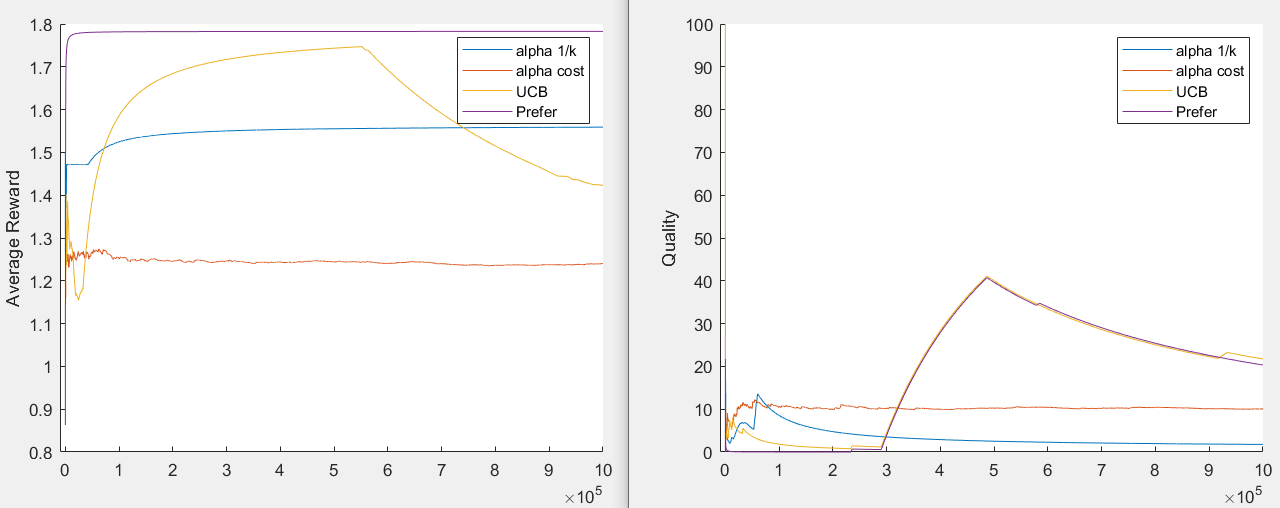 1.8
1.7
1.6
1.5
1.4
1.3
1.2
1.1
1
0.9
0.8
Average Reward
0 1 2 3 4 5 6 7 8 9 10
×10^5
alpha 1/k
alpha cost
UCB
Prefer
100
90
80
70
60
50
40
30
20
10
0
Quality
0 1 2 3 4 5 6 7 8 9 10
×10^5
alpha 1/k
alpha cost
UCB
Prefer